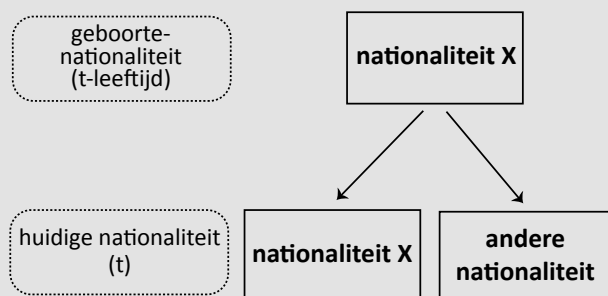 geboorte-
nationaliteit
(t-leeftijd)
nationaliteit X
huidige nationaliteit
(t)
nationaliteit X
andere
nationaliteit